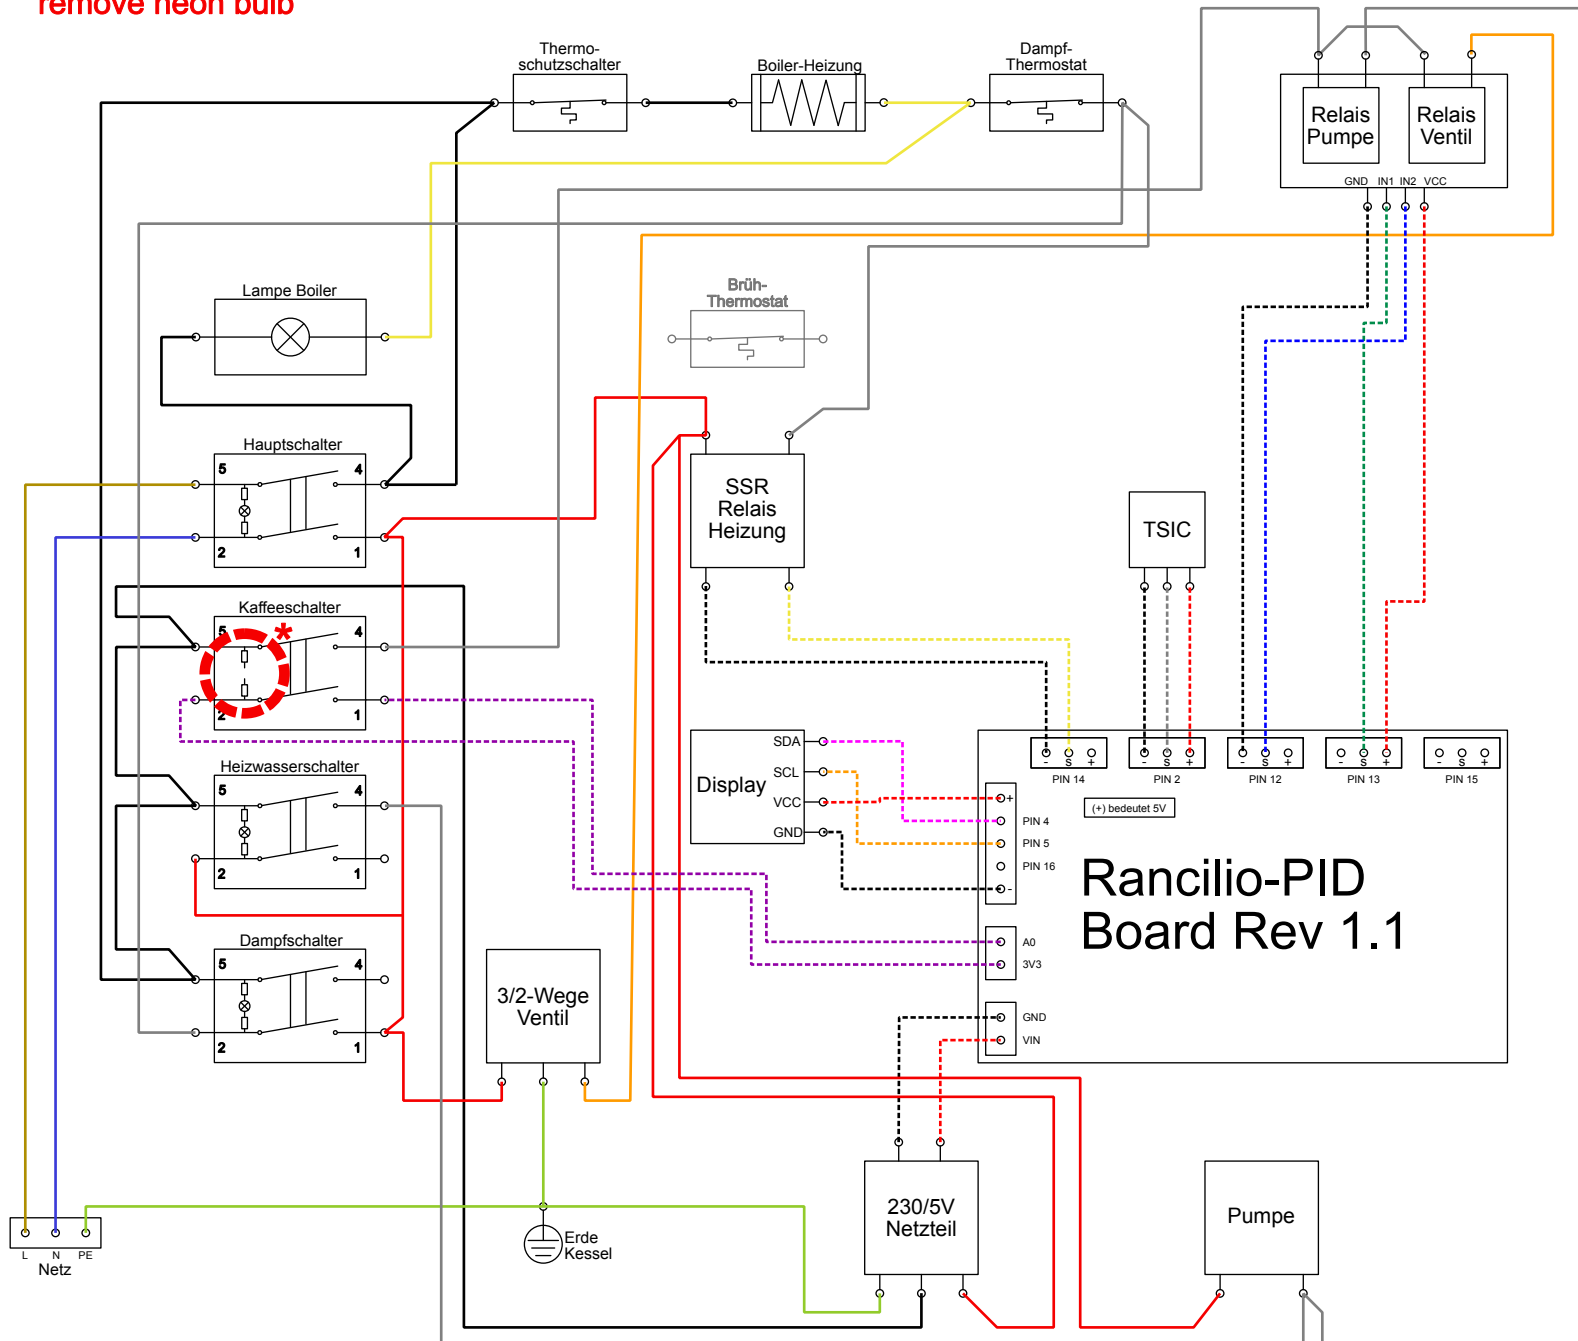 remove neon bulb
Thermo-
schutzschalter
Boiler-Heizung
Dampf-
Thermostat
Relais
Pumpe
Relais
Ventil
GND IN1 IN2 VCC
Lampe Boiler
Brüh-
Thermostat
Hauptschalter
5 4
2 1
SSR
Relais
Heizung
TSIC
Kaffeeschalter
5 * 4
2 1
Heizwasserschalter
5 4
2 1
Display
SDA
SCL
VCC
GND
- S +
PIN 14
- S +
PIN 2
- S +
PIN 12
- S +
PIN 13
- S +
PIN 15
(+) bedeutet 5V
+
PIN 4
PIN 5
PIN 16
-
Rancilio-PID
Board Rev 1.1
A0
3V3
GND
VIN
Dampfschalter
5 4
2 1
3/2-Wege
Ventil
230/5V
Netzteil
Pumpe
Erde
Kessel
L N PE
Netz